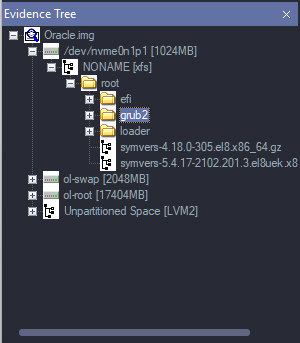 Evidence Tree
Oracle.img
/dev/nvme0n1p1 [1024MB]
NONAME [xfs]
root
efi
grub2
loader
symvers-4.18.0-305.el8.x86_64.gz
symvers-5.4.17-2102.201.3.el8uek.x8
ol-swap [2048MB]
ol-root [17404MB]
Unpartitioned Space [LVM2]